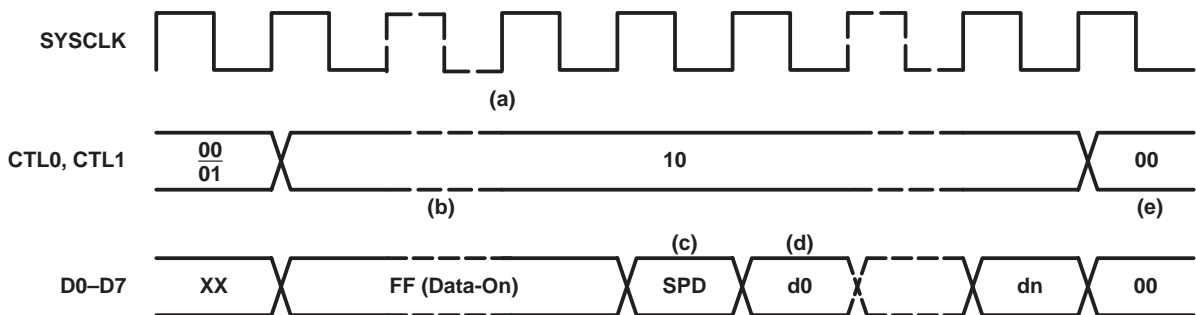 SYSCLK
(a)
CTL0, CTL1
00
01
10
00
(b)
(e)
(c)
(d)
D0–D7
XX
FF (Data-On)
SPD
d0
dn
00